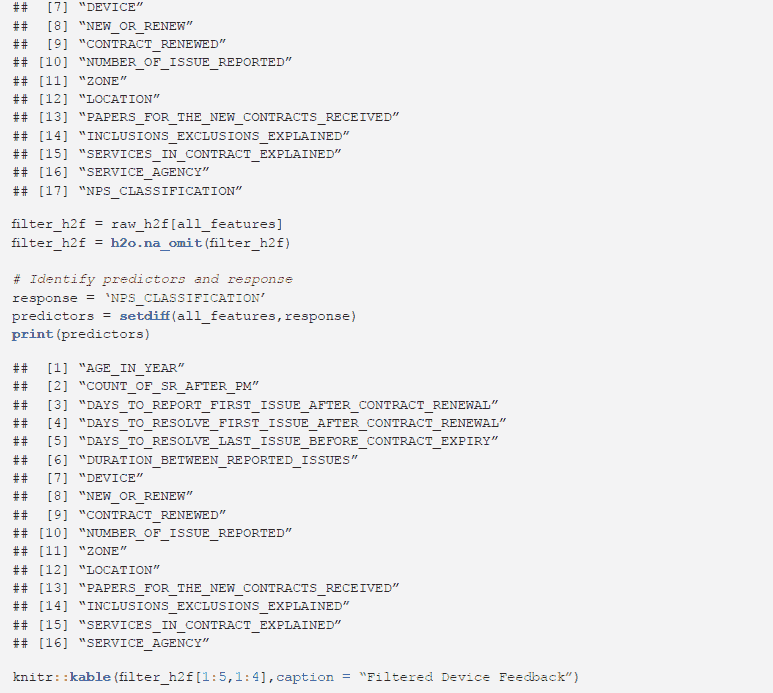 ##  [7] “DEVICE”
##  [8] “NEW_OR_RENEW”
##  [9] “CONTRACT_RENEWED”
## [10] “NUMBER_OF_ISSUE_REPORTED”
## [11] “ZONE”
## [12] “LOCATION”
## [13] “PAPERS_FOR_THE_NEW_CONTRACTS_RECEIVED”
## [14] “INCLUSIONS_EXCLUSIONS_EXPLAINED”
## [15] “SERVICES_IN_CONTRACT_EXPLAINED”
## [16] “SERVICE_AGENCY”
## [17] “NPS_CLASSIFICATION”
filter_h2f = raw_h2f[all_features]
filter_h2f = h2o.na_omit(filter_h2f)
# Identify predictors and response
response = ‘NPS_CLASSIFICATION’
predictors = setdiff(all_features,response)
print(predictors)
##  [1] “AGE_IN_YEAR”
##  [2] “COUNT_OF_SR_AFTER_PM”
##  [3] “DAYS_TO_REPORT_FIRST_ISSUE_AFTER_CONTRACT_RENEWAL”
##  [4] “DAYS_TO_RESOLVE_FIRST_ISSUE_AFTER_CONTRACT_RENEWAL”
##  [5] “DAYS_TO_RESOLVE_LAST_ISSUE_BEFORE_CONTRACT_EXPIRY”
##  [6] “DURATION_BETWEEN_REPORTED_ISSUES”
##  [7] “DEVICE”
##  [8] “NEW_OR_RENEW”
##  [9] “CONTRACT_RENEWED”
## [10] “NUMBER_OF_ISSUE_REPORTED”
## [11] “ZONE”
## [12] “LOCATION”
## [13] “PAPERS_FOR_THE_NEW_CONTRACTS_RECEIVED”
## [14] “INCLUSIONS_EXCLUSIONS_EXPLAINED”
## [15] “SERVICES_IN_CONTRACT_EXPLAINED”
## [16] “SERVICE_AGENCY”
knitr::kable(filter_h2f[1:5,1:4],caption = “Filtered Device Feedback”)